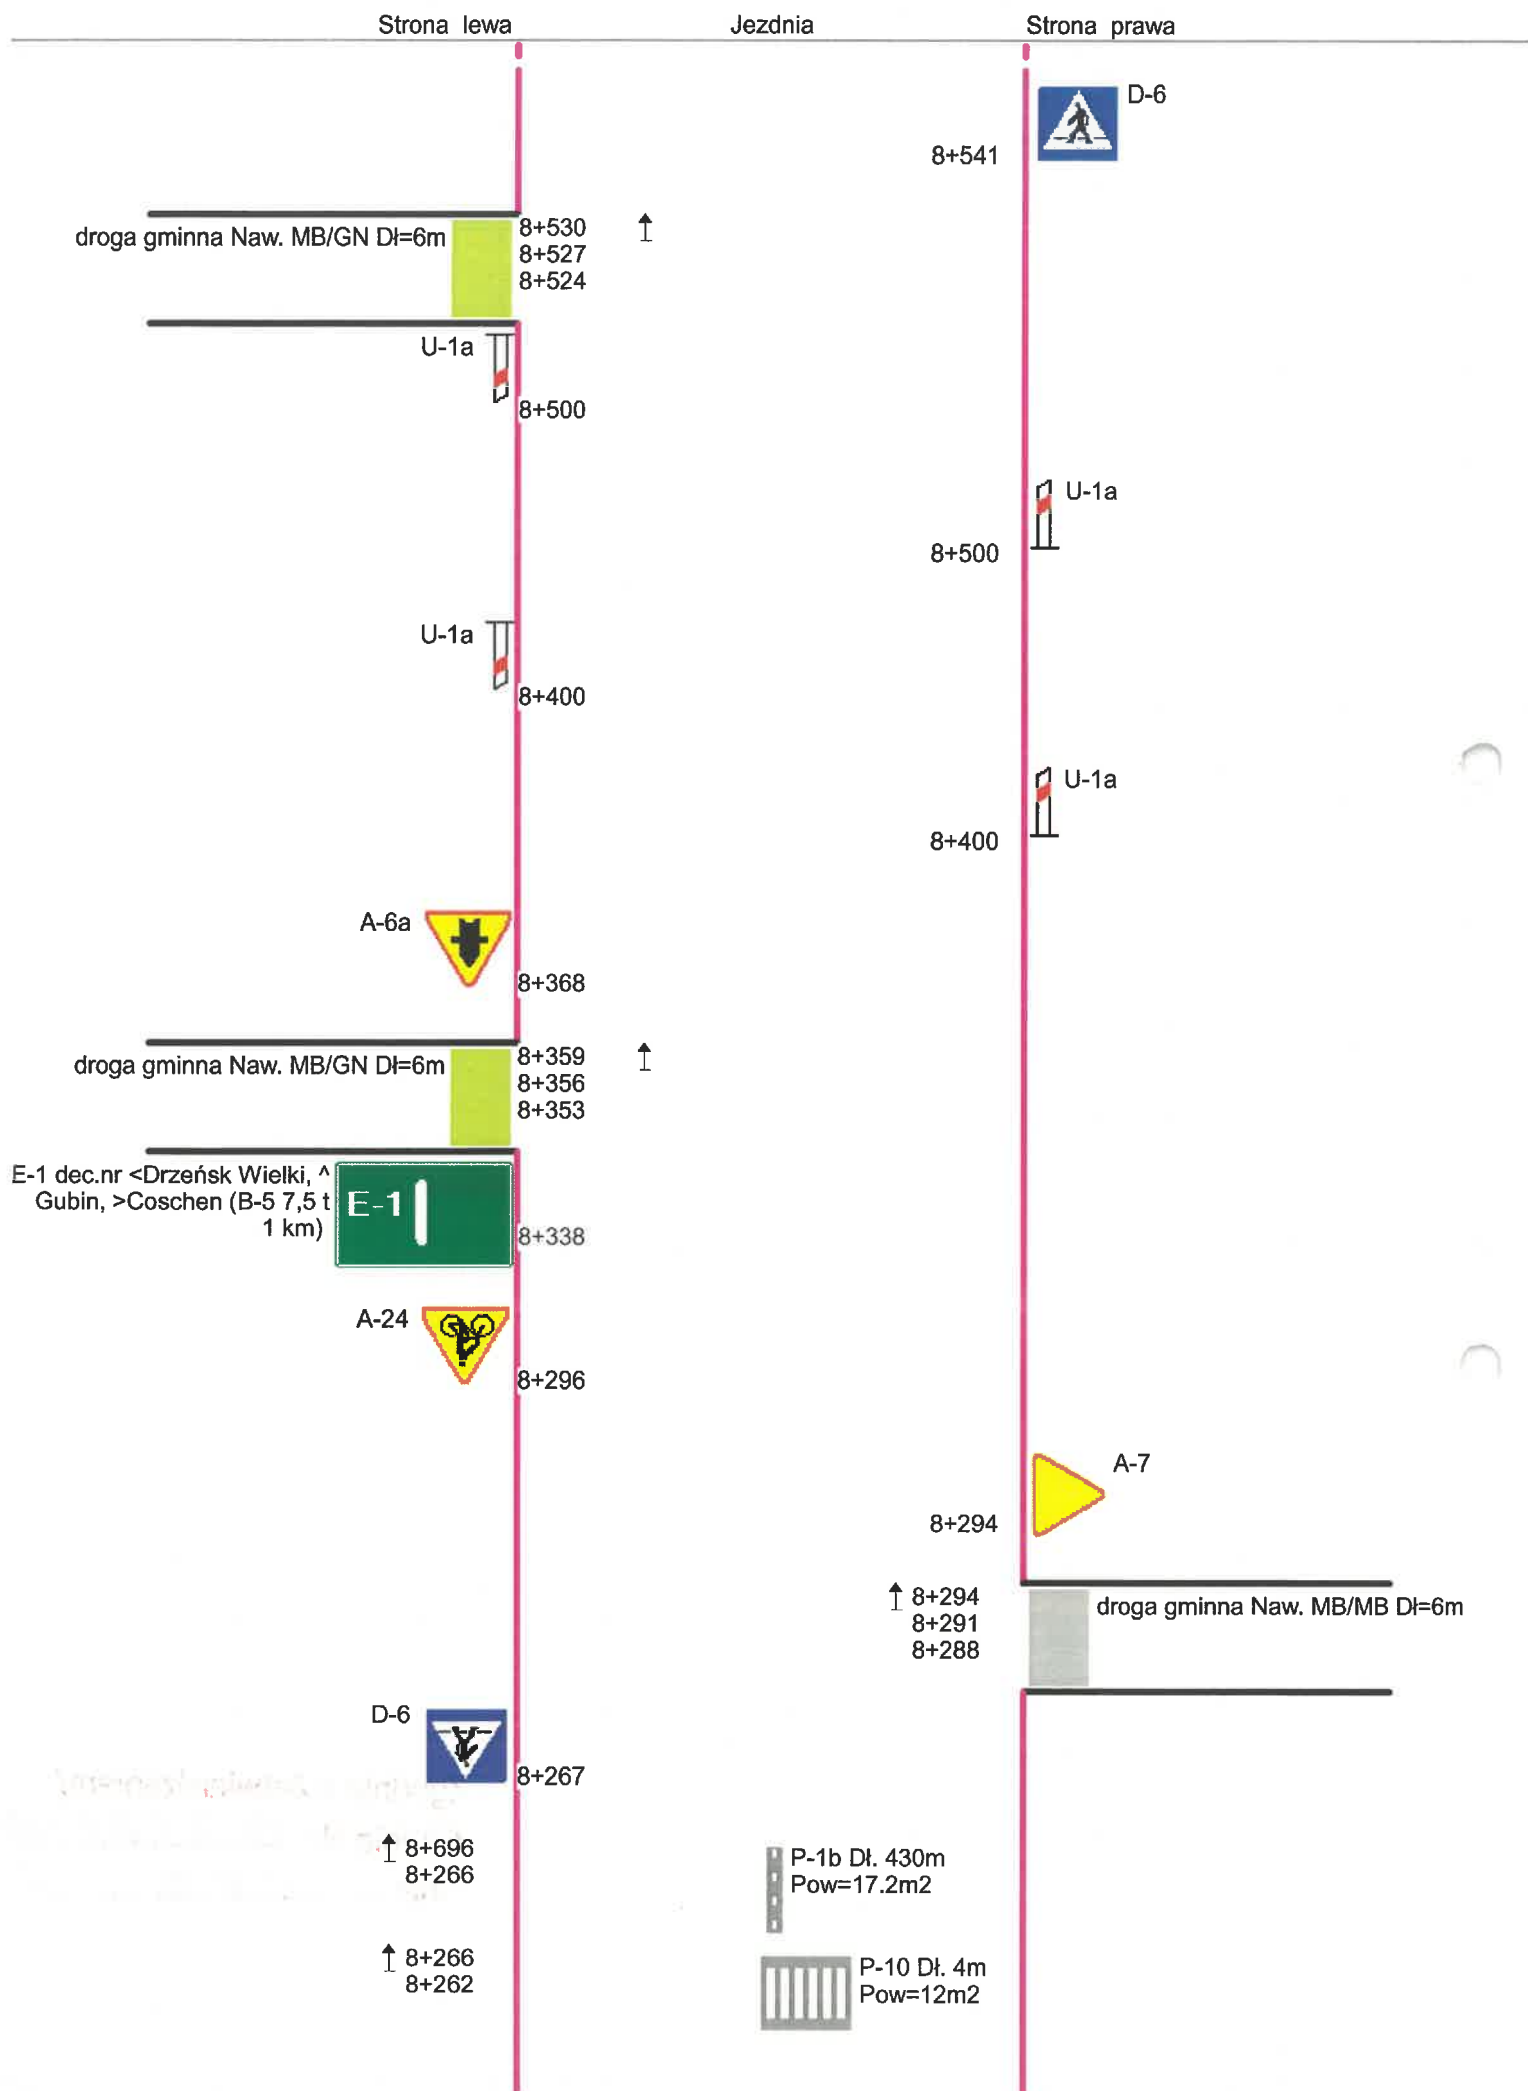 Strona lewa
Jezdnia
Strona prawa
D-6
8+541
droga gminna Naw. MB/GN Dł=6m
8+530
8+527
8+524
U-1a
8+500
U-1a
8+500
U-1a
8+400
U-1a
8+400
A-6a
8+368
droga gminna Naw. MB/GN Dł=6m
8+359
8+356
8+353
E-1 dec.nr <Drzeńsk Wielki, ^
Gubin, >Coschen (B-5 7,5 t
1 km)
E-1
8+338
A-24
8+296
A-7
8+294
8+294
8+291
8+288
droga gminna Naw. MB/MB Dł=6m
D-6
8+267
8+696
8+266
P-1b Dł. 430m
Pow=17.2m2
8+266
8+262
P-10 Dł. 4m
Pow=12m2